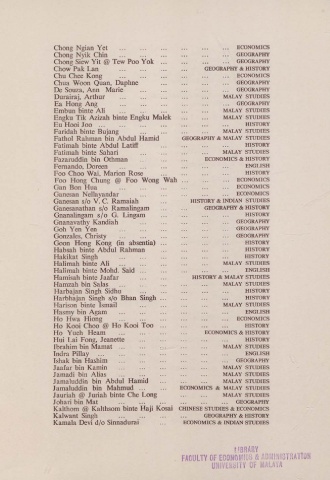 Chong Ngian Yet ... ... ... ... ... ECONOMICS
Chong Nyik Chin ... ... ... ... ... GEOGRAPHY
Chong Siew Yit @ Tew Poo Yok ... ... ... GEOGRAPHY
Chow Pak Lan ... ... ... GEOGRAPHY & HISTORY
Chu Chee Kong ... ... ... ... ... ECONOMICS
Chua Woon Quan, Daphne ... ... ... ... GEOGRAPHY
De Souza, Ann Marie ... ... ... ... GEOGRAPHY
Durairaj, Arthur ... ... ... ... MALAY STUDIES
Ea Hong Ang ... ... ... ... ... GEOGRAPHY
Embun binte Ali ... ... ... ... MALAY STUDIES
Engku Tik Azizah binte Engku Malek ... ... MALAY STUDIES
Eu Hooi Joo ... ... ... ... ... HISTORY
Faridah binte Bujang ... ... ... ... MALAY STUDIES
Fathol Rahman bin Abdul Hamid GEOGRAPHY & MALAY STUDIES
Fatimah binte Abdul Latiff ... ... ... HISTORY
Fatimah binte Sahari ... ... ... MALAY STUDIES
Fazaruddin bin Othman ... ... ECONOMICS & HISTORY
Fernando, Doreen ... ... ... ... ... ENGLISH
Foo Choo Wai, Marion Rose ... ... ... HISTORY
Foo Hong Chung @ Foo Wong Wah ... ... ... ECONOMICS
Gan Bon Hua ... ... ... ... ... ECONOMICS
Ganesan Nelliyandar ... ... ... ... ECONOMICS
Ganesan s/o V. C. Ramaiah ... HISTORY & INDIAN STUDIES
Ganesanathan s/o Ramalingam ... GEOGRAPHY & HISTORY
Gnanalingam s/o G. Lingam ... ... ... HISTORY
Gnanavathy Kandiah ... ... ... ... GEOGRAPHY
Goh Yen Yen ... ... ... ... ... GEOGRAPHY
Gonzales, Christy ... ... ... ... GEOGRAPHY
Goon Hong Kong (in absentia) ... ... ... HISTORY
Habsah binte Abdul Rahman ... ... ... HISTORY
Hakikat Singh ... ... ... ... ... HISTORY
Halimah binte Ali ... ... ... ... MALAY STUDIES
Halimah binte Mohd. Said ... ... ... ENGLISH
Hamisah binte Jaafar ... ... HISTORY & MALAY STUDIES
Hamzah bin Salas ... ... ... ... MALAY STUDIES
Harbajan Singh Sidhu ... ... ... ... HISTORY
Harbhajan Singh s/o Bhan Singh ... ... ... HISTORY
Harison binte Ismail ... ... ... ... MALAY STUDIES
Hasmy bin Agam ... ... ... ... ... ENGLISH
Ho Hwa Hiong ... ... ... ... ... ECONOMICS
Ho Kooi Choo @ Ho Kooi Too ... ... ... HISTORY
Ho Yueh Heam ... ... ... ECONOMICS & HISTORY
Hui Lai Fong, Jeanette ... ... ... ... HISTORY
Ibrahim bin Mamat ... ... ... ... MALAY STUDIES
Indra Pillay ... ... ... ... ... ENGLISH
Ishak bin Hashim ... ... ... ... GEOGRAPHY
Jaafar bin Kamin ... ... ... ... MALAY STUDIES
Jamadi bin Alias ... ... ... ... MALAY STUDIES
Jamaluddin bin Abdul Hamid ... ... ... MALAY STUDIES
Jamaluddin bin Mahmud ... ECONOMICS & MALAY STUDIES
Jauriah @ Juriah binte Che Long ... ... MALAY STUDIES
Johari bin Mat ... ... ... ... ... GEOGRAPHY
Kalthom @ Kalthsom binte Haji Konai CHINESE STUDIES & ECONOMICS
Kalwant Singh ... ... ... GEOGRAPHY & HISTORY
Kamala Devi d/o Sinnadurai ... ECONOMICS & INDIAN STUDIES
LIBRARY
FACULTY OF ECONOMICS & ADMINISTRATION
UNIVERSITY OF MALAYA